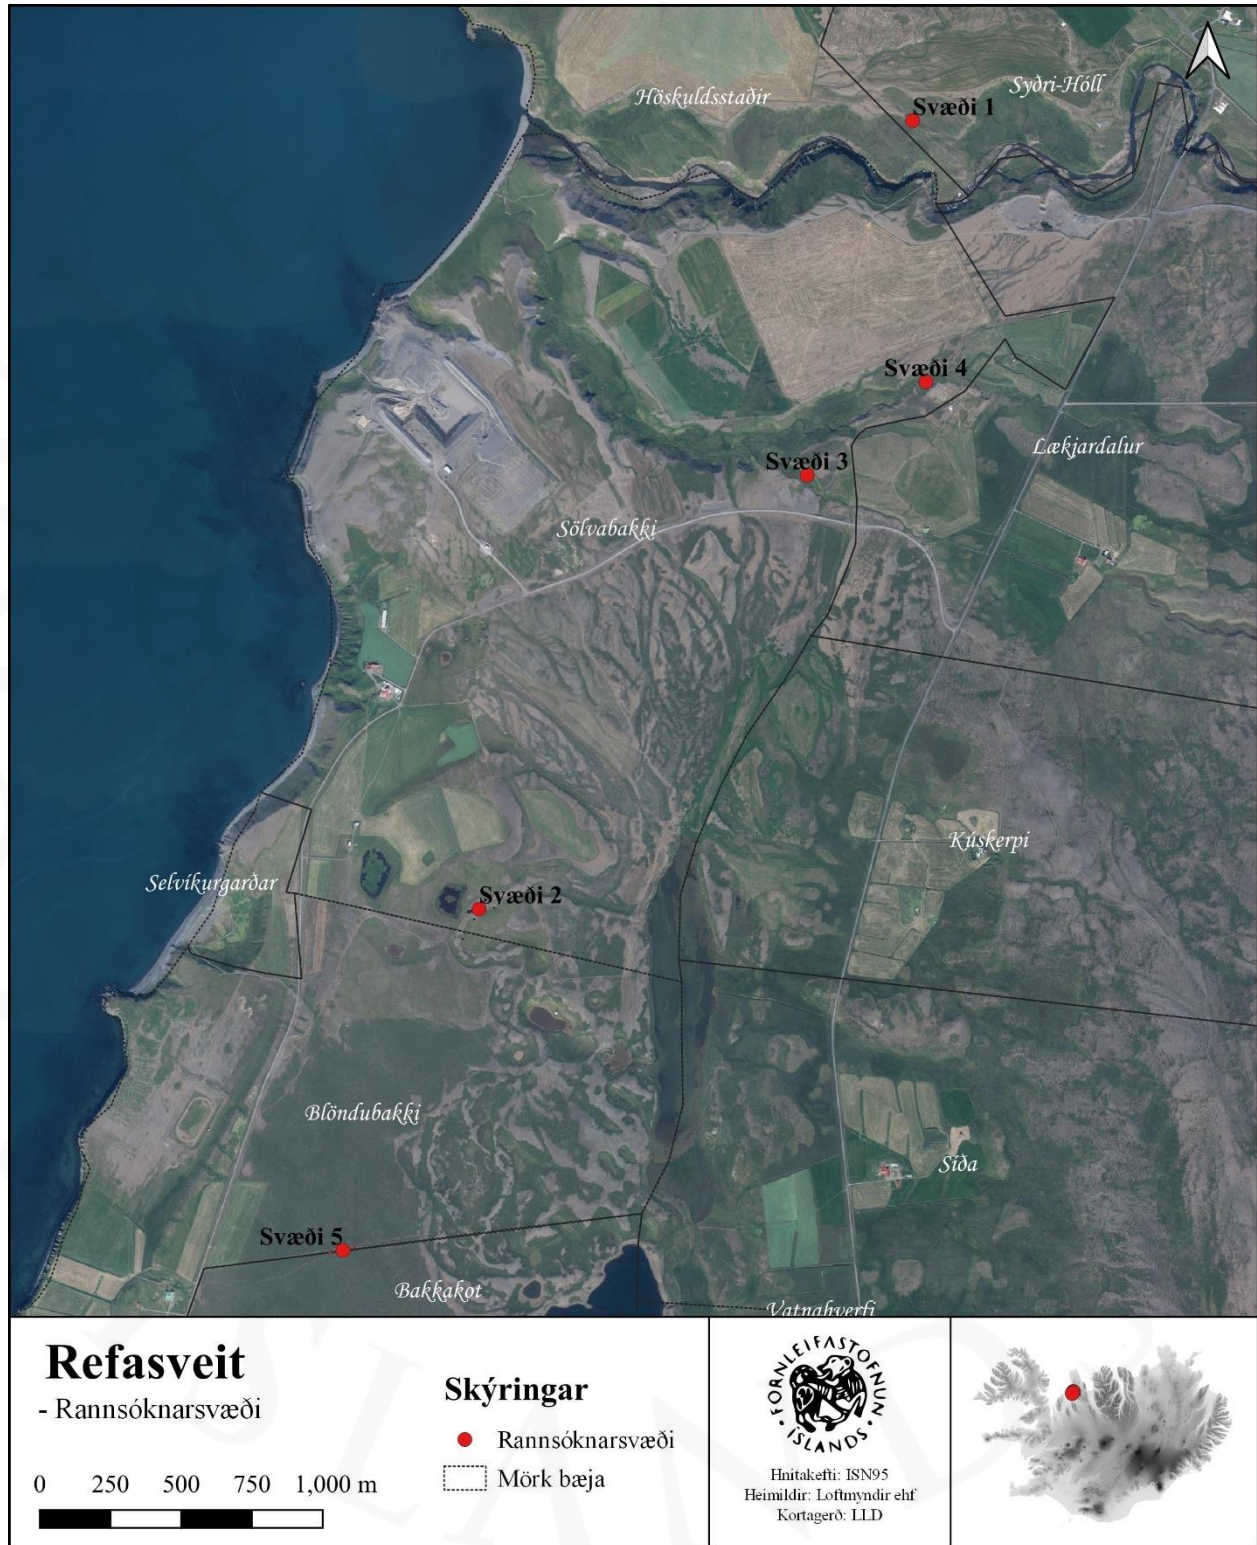 Höskuldsstaðir
Syðri-Hóll
Svæði 1
Svæði 4
Lækjardalur
Svæði 3
Sölvabakki
Kúskerpi
Selvíkurgarðar
Svæði 2
Blöndubakki
Síða
Svæði 5
Bakkakot
Vatnahverfi
Refasveit
- Rannsóknarsvæði
0 250 500 750 1,000 m
Skýringar
Rannsóknarsvæði
Mörk bæja
FORNLEIFASTOFNUN
· ÍSLANDS ·
Hnitakefti: ISN95
Heimildir: Loftmyndir ehf
Kortagerð: LLD